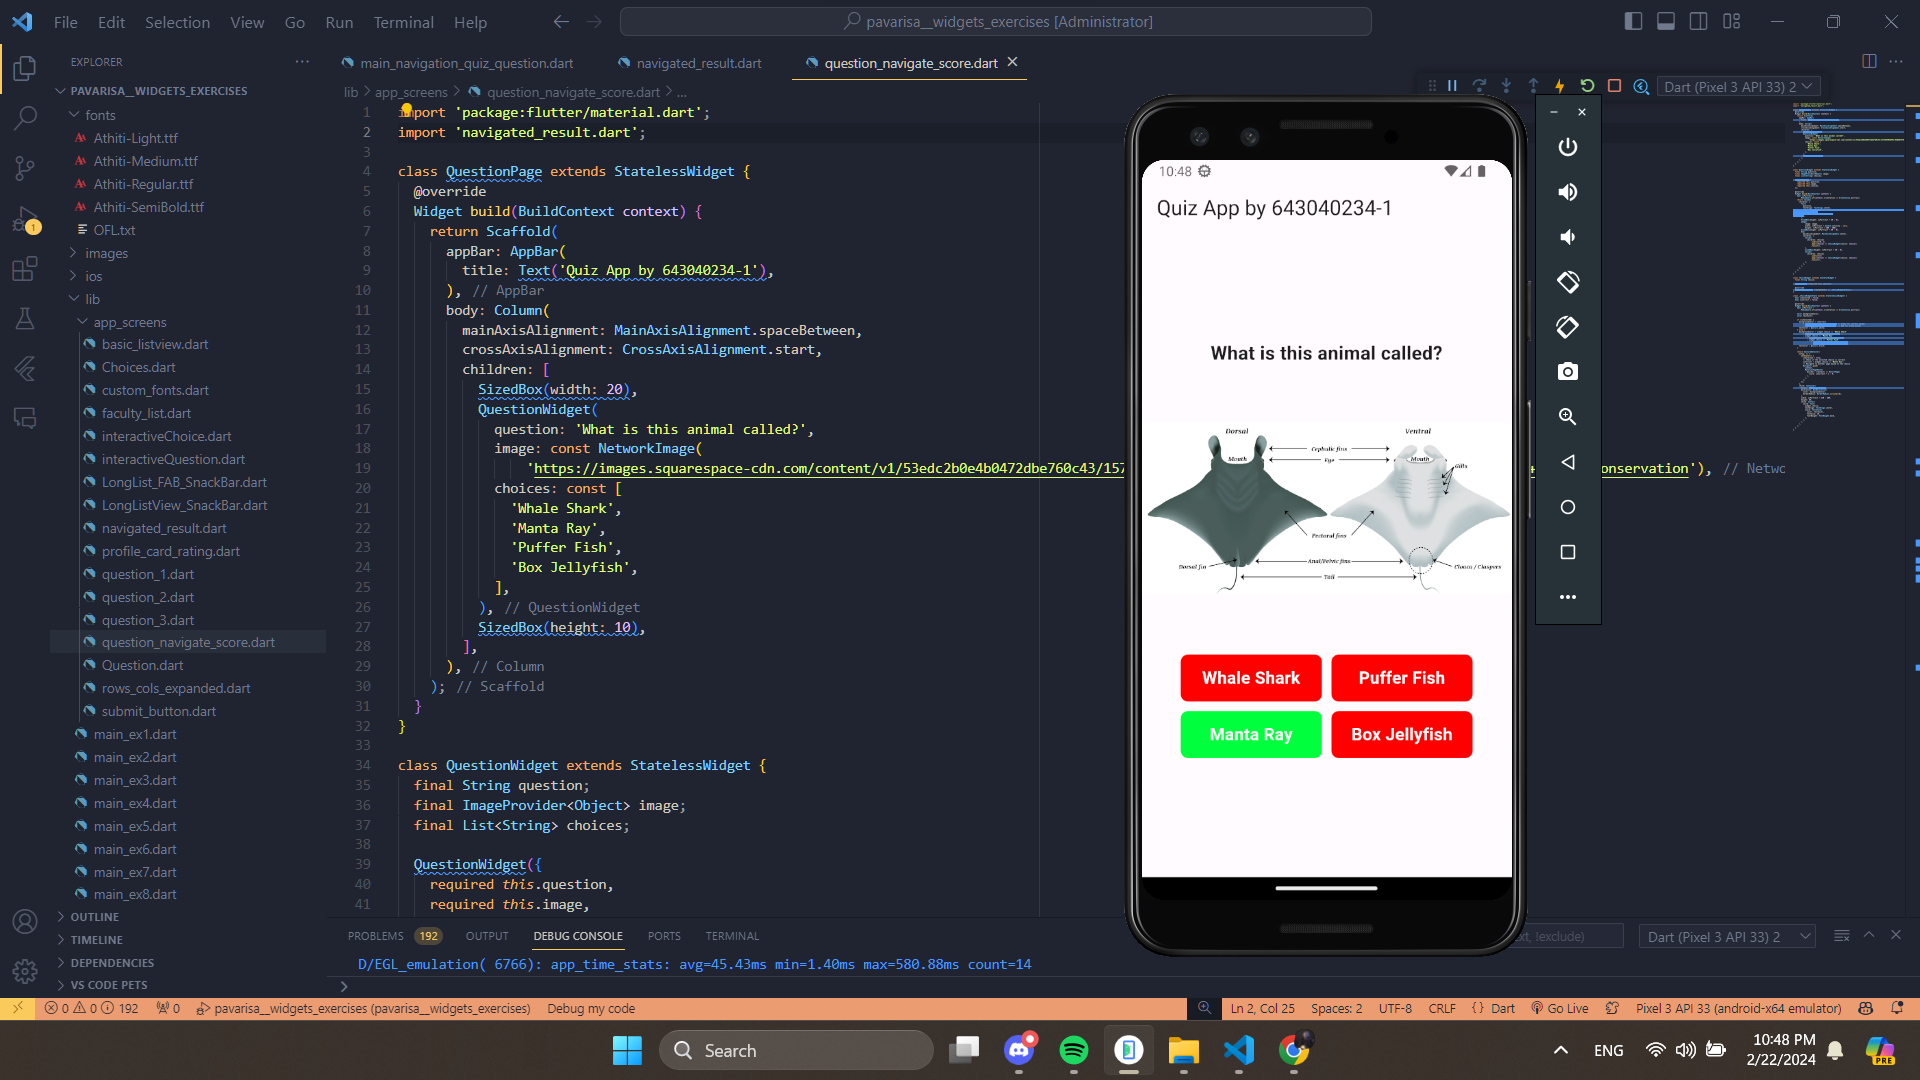 File Edit Selection View Go Run Terminal Help
pavarisa__widgets_exercises [Administrator]
EXPLORER
PAVARISA__WIDGETS_EXERCISES
fonts
Athiti-Light.ttf
Athiti-Medium.ttf
Athiti-Regular.ttf
Athiti-SemiBold.ttf
OFL.txt
images
ios
lib
app_screens
basic_listview.dart
Choices.dart
custom_fonts.dart
faculty_list.dart
interactiveChoice.dart
interactiveQuestion.dart
LongList_FAB_SnackBar.dart
LongListView_SnackBar.dart
navigated_result.dart
profile_card_rating.dart
question_1.dart
question_2.dart
question_3.dart
question_navigate_score.dart
Question.dart
rows_cols_expanded.dart
submit_button.dart
main_ex1.dart
main_ex2.dart
main_ex3.dart
main_ex4.dart
main_ex5.dart
main_ex6.dart
main_ex7.dart
main_ex8.dart
OUTLINE
TIMELINE
DEPENDENCIES
VS CODE PETS
1
main_navigation_quiz_question.dart navigated_result.dart question_navigate_score.dart
Dart (Pixel 3 API 33) 2
lib > app_screens > question_navigate_score.dart > ...
1 import 'package:flutter/material.dart';
2 import 'navigated_result.dart';
3
4 class QuestionPage extends StatelessWidget {
5 @override
6 Widget build(BuildContext context) {
7 return Scaffold(
8 appBar: AppBar(
9 title: Text('Quiz App by 643040234-1'),
10 ), // AppBar
11 body: Column(
12 mainAxisAlignment: MainAxisAlignment.spaceBetween,
13 crossAxisAlignment: CrossAxisAlignment.start,
14 children: [
15 SizedBox(width: 20),
16 QuestionWidget(
17 question: 'What is this animal called?',
18 image: const NetworkImage(
19 'https://images.squarespace-cdn.com/content/v1/53edc2b0e4b0472dbe760c43/157 onservation'), // Netwo
20 choices: const [
21 'Whale Shark',
22 'Manta Ray',
23 'Puffer Fish',
24 'Box Jellyfish',
25 ],
26 ), // QuestionWidget
27 SizedBox(height: 10),
28 ],
29 ), // Column
30 ); // Scaffold
31 }
32 }
33
34 class QuestionWidget extends StatelessWidget {
35 final String question;
36 final ImageProvider<Object> image;
37 final List<String> choices;
38
39 QuestionWidget({
40 required this.question,
41 required this.image,
10:48
Quiz App by 643040234-1
What is this animal called?
Dorsal Ventral
Cephalic fins
Mouth Eye Mouth
Gills
Pectoral fins
Dorsal fin Anal/Pelvic fins Cloaca / Claspers
Tail
Whale Shark Puffer Fish
Manta Ray Box Jellyfish
PROBLEMS 192 OUTPUT DEBUG CONSOLE PORTS TERMINAL
ext, !exclude)
Dart (Pixel 3 API 33) 2
D/EGL_emulation( 6766): app_time_stats: avg=45.43ms min=1.40ms max=580.88ms count=14
0 0 192 0 pavarisa__widgets_exercises (pavarisa__widgets_exercises) Debug my code
Ln 2, Col 25 Spaces: 2 UTF-8 CRLF { } Dart Go Live Pixel 3 API 33 (android-x64 emulator)
Search
ENG
10:48 PM
2/22/2024
PRE